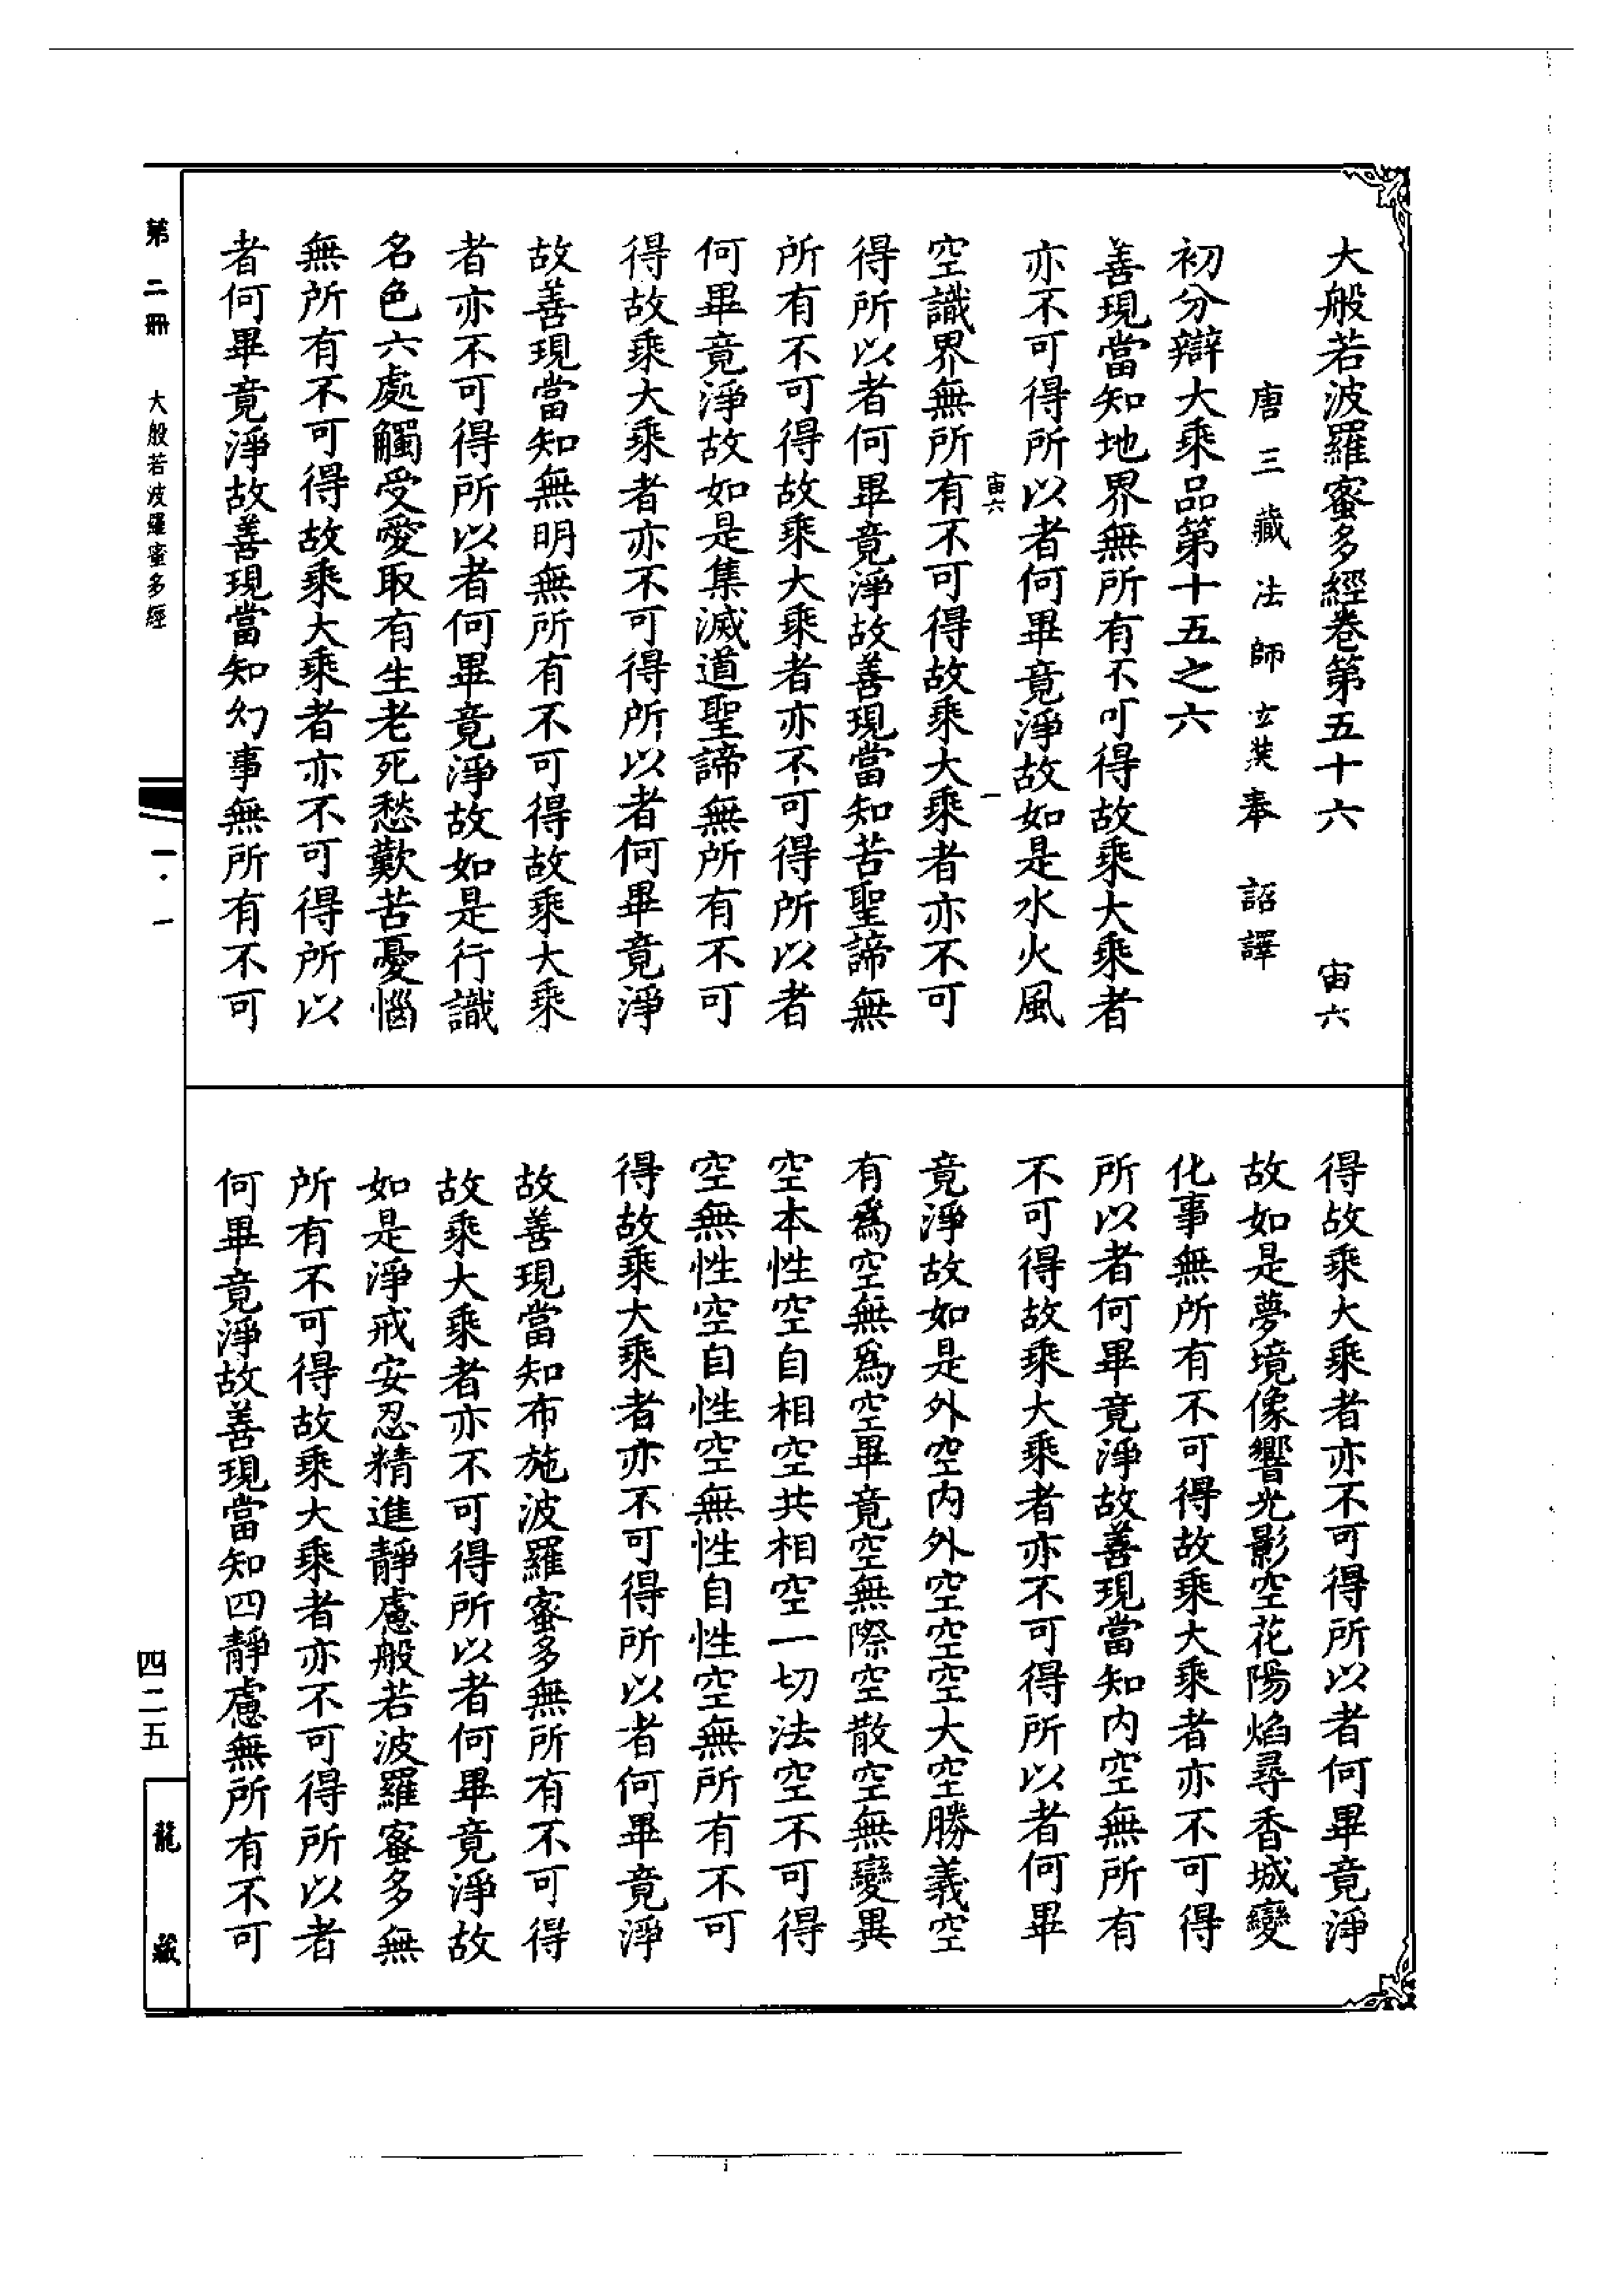 大般若波羅蜜多經卷第五十六　宙六
唐三藏法師玄奘奉　詔譯
初分辯大乘品第十五之六
善現當知地界無所有不可得故乘大乘者
亦不可得所以者何畢竟淨故如是水火風
宙六　一
空識界無所有不可得故乘大乘者亦不可
得所以者何畢竟淨故善現當知苦聖諦無
所有不可得故乘大乘者亦不可得所以者
何畢竟淨故如是集滅道聖諦無所有不可
得故乘大乘者亦不可得所以者何畢竟淨
故善現當知無明無所有不可得故乘大乘
者亦不可得所以者何畢竟淨故如是行識
名色六處觸受愛取有生老死愁歎苦憂惱
無所有不可得故乘大乘者亦不可得所以
者何畢竟淨故善現當知幻事無所有不可
得故乘大乘者亦不可得所以者何畢竟淨
故如是夢境像響光影空花陽焰尋香城變
化事無所有不可得故乘大乘者亦不可得
所以者何畢竟淨故善現當知內空無所有
不可得故乘大乘者亦不可得所以者何畢
竟淨故如是外空內外空空空大空勝義空
有爲空無爲空畢竟空無際空散空無變異
空本性空自相空共相空一切法空不可得
空無性空自性空無性自性空無所有不可
得故乘大乘者亦不可得所以者何畢竟淨
故善現當知布施波羅蜜多無所有不可得
故乘大乘者亦不可得所以者何畢竟淨故
如是淨戒安忍精進靜慮般若波羅蜜多無
所有不可得故乘大乘者亦不可得所以者
何畢竟淨故善現當知四靜慮無所有不可
第二冊　大般若波羅蜜多經
一·一
四二五
龍藏